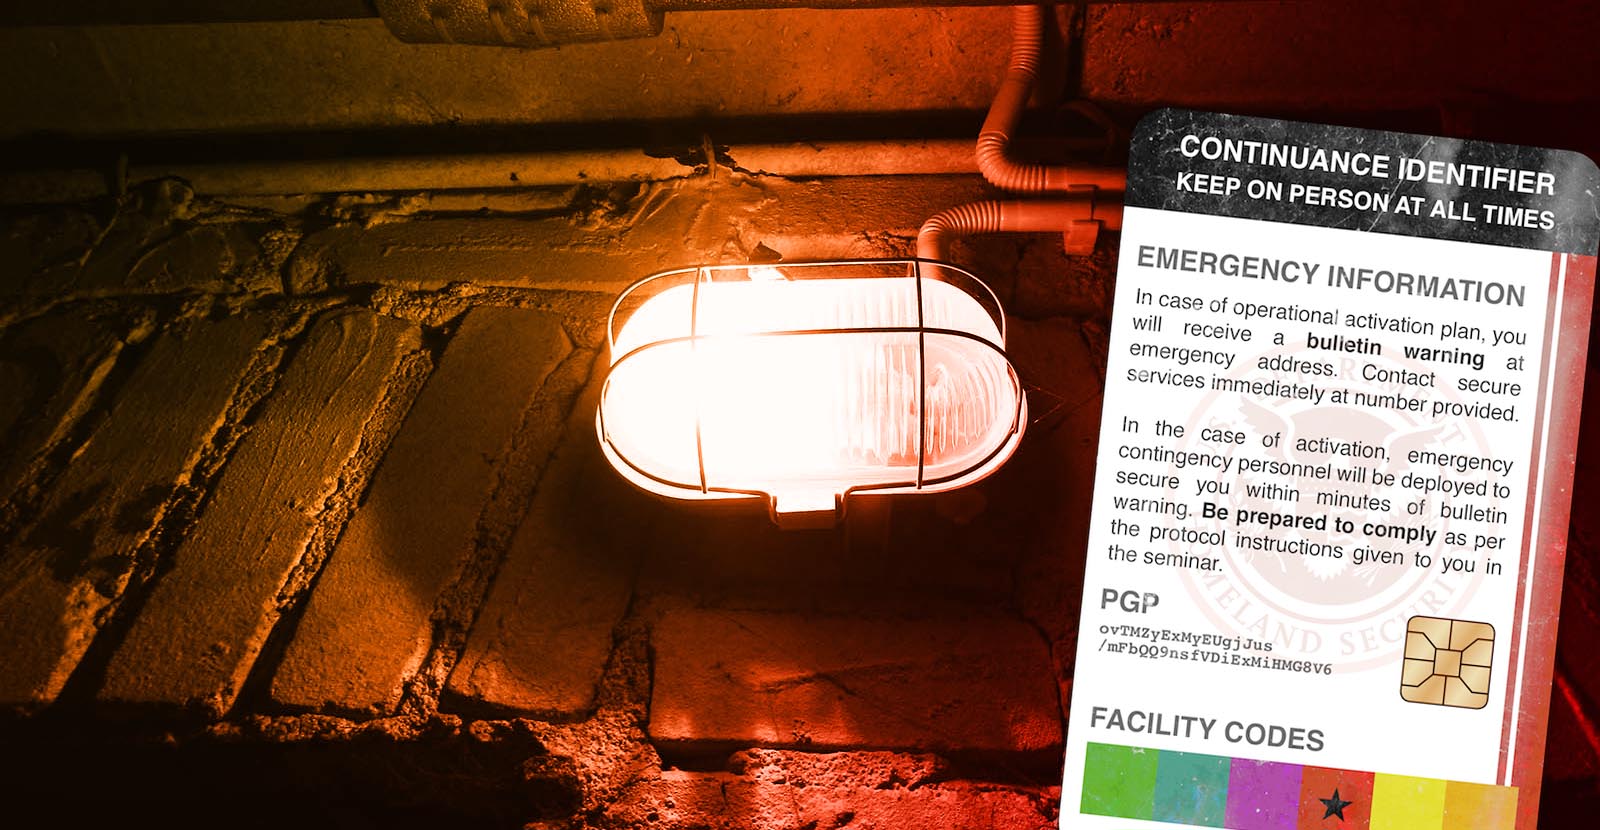 CONTINUANCE IDENTIFIER
KEEP ON PERSON AT ALL TIMES
EMERGENCY INFORMATION
In case of operational activation plan, you
will receive a bulletin warning at
emergency address. Contact secure
services immediately at number provided.
In the case of activation, emergency
contingency personnel will be deployed to
secure you within minutes of bulletin
warning. Be prepared to comply as per
the protocol instructions given to you in
the seminar.
PGP
ovTMZyExMyEUgjJus
/mFbQQ9nsfVDiExMiHMG8V6
FACILITY CODES